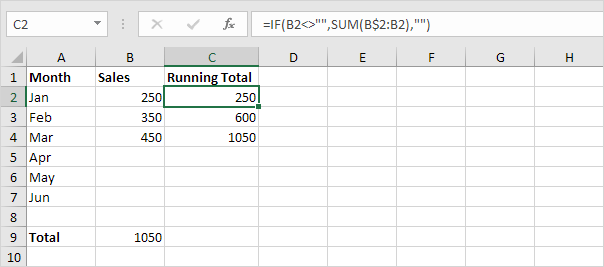 C2 fx =IF(B2<>"",SUM(B$2:B2),"")
A B C D E F G H
1 Month Sales Running Total
2 Jan 250 250
3 Feb 350 600
4 Mar 450 1050
5 Apr
6 May
7 Jun
8
9 Total 1050
10